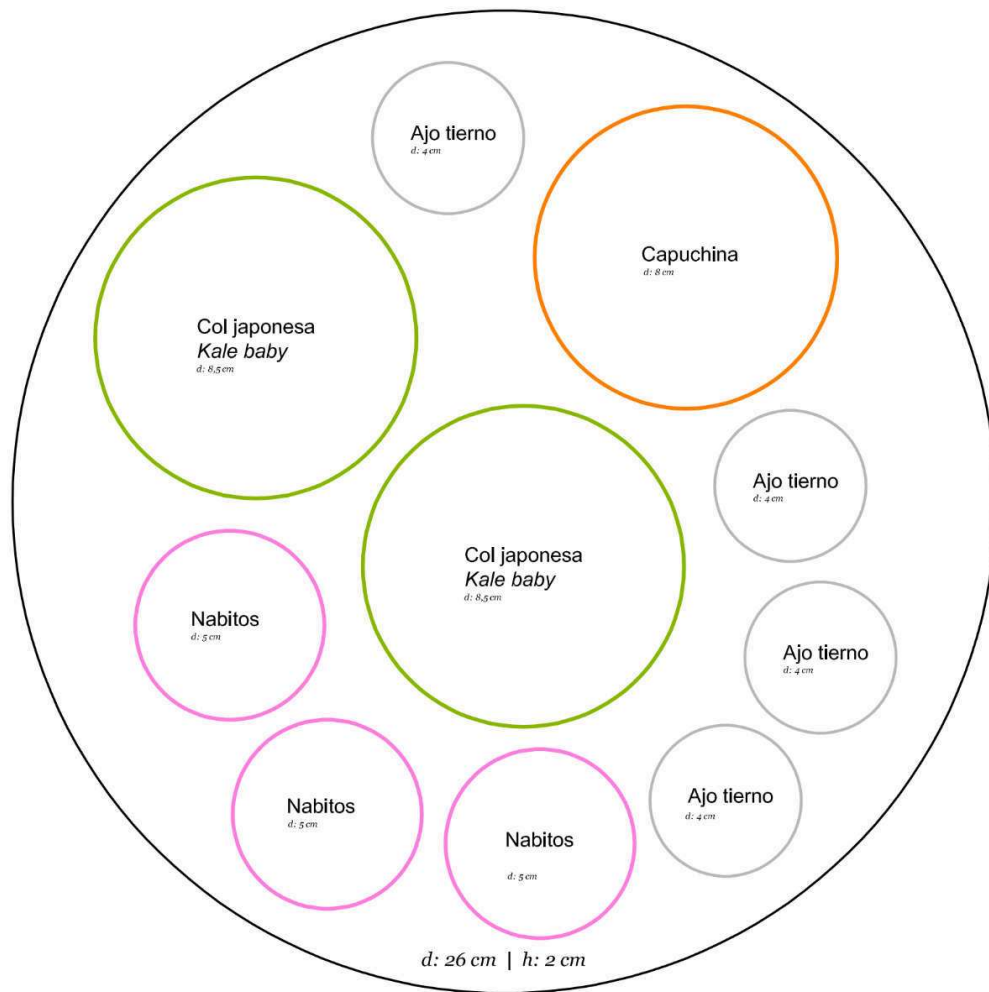 Ajo tierno
d: 4 cm
Capuchina
d: 8 cm
Col japonesa
Kale baby
d: 8,5 cm
Ajo tierno
d: 4 cm
Col japonesa
Kale baby
d: 8,5 cm
Nabitos
d: 5 cm
Ajo tierno
d: 4 cm
Nabitos
d: 5 cm
Ajo tierno
d: 4 cm
Nabitos
d: 5 cm
d: 26 cm | h: 2 cm